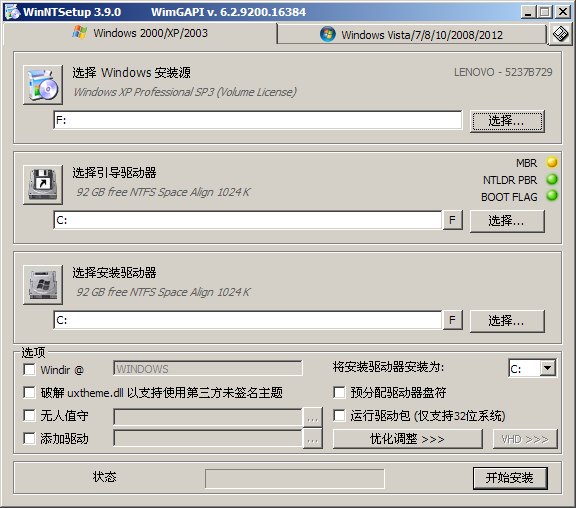 WinNTSetup 3.9.0 WimGAPI v. 6.2.9200.16384
Windows 2000/XP/2003
Windows Vista/7/8/10/2008/2012
选择 Windows 安装源
LENOVO - 5237B729
Windows XP Professional SP3 (Volume License)
F:
选择...
选择引导驱动器
MBR
92 GB free NTFS Space Align 1024 K
NTLDR PBR
BOOT FLAG
C:
F
选择...
选择安装驱动器
92 GB free NTFS Space Align 1024 K
C:
F
选择...
选项
Windir @
WINDOWS
将安装驱动器安装为:
C:
破解 uxtheme.dll 以支持使用第三方未签名主题
预分配驱动器盘符
无人值守
...
运行驱动包 (仅支持32位系统)
添加驱动
...
优化调整 >>>
VHD >>>
状态
开始安装